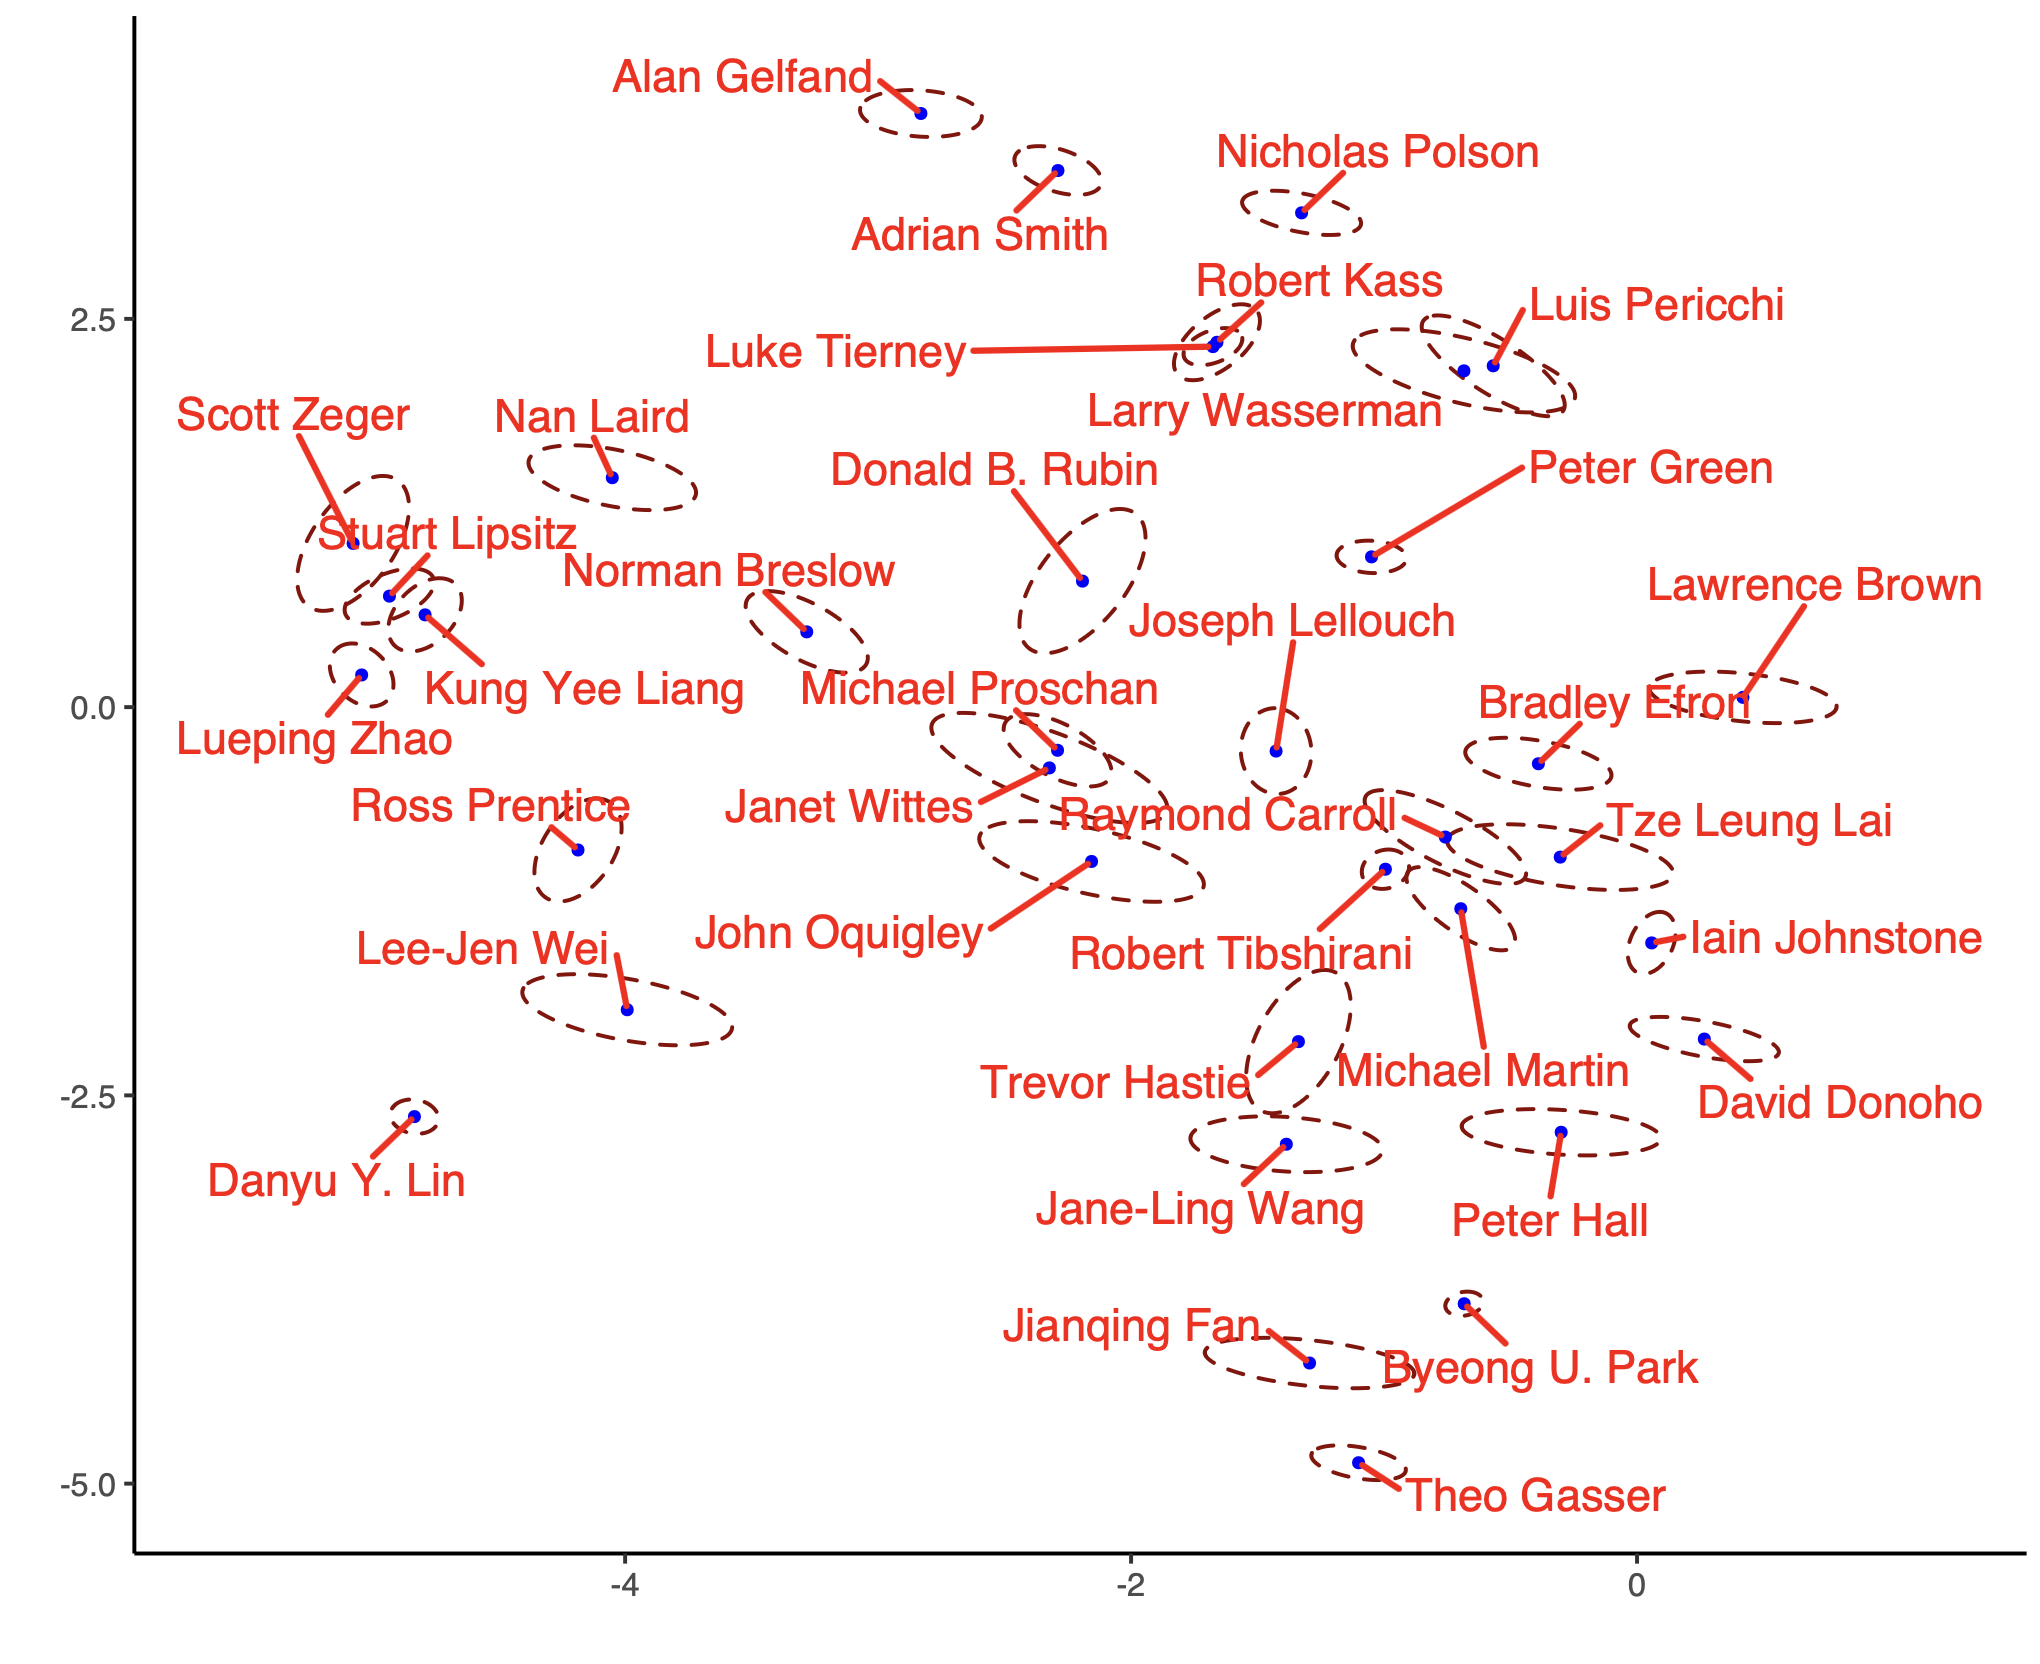 Alan Gelfand
Nicholas Polson
Adrian Smith
Robert Kass
Luis Pericchi
2.5
Luke Tierney
Larry Wasserman
Scott Zeger
Nan Laird
Donald B. Rubin
Peter Green
Stuart Lipsitz
Norman Breslow
Lawrence Brown
Joseph Lellouch
Kung Yee Liang
Michael Proschan
Bradley Efron
0.0
Lueping Zhao
Ross Prentice
Janet Wittes
Raymond Carroll
Tze Leung Lai
John Oquigley
Iain Johnstone
Lee-Jen Wei
Robert Tibshirani
Michael Martin
Trevor Hastie
-2.5
David Donoho
Danyu Y. Lin
Jane-Ling Wang
Peter Hall
Jianqing Fan
Byeong U. Park
-5.0
Theo Gasser
-4
-2
0